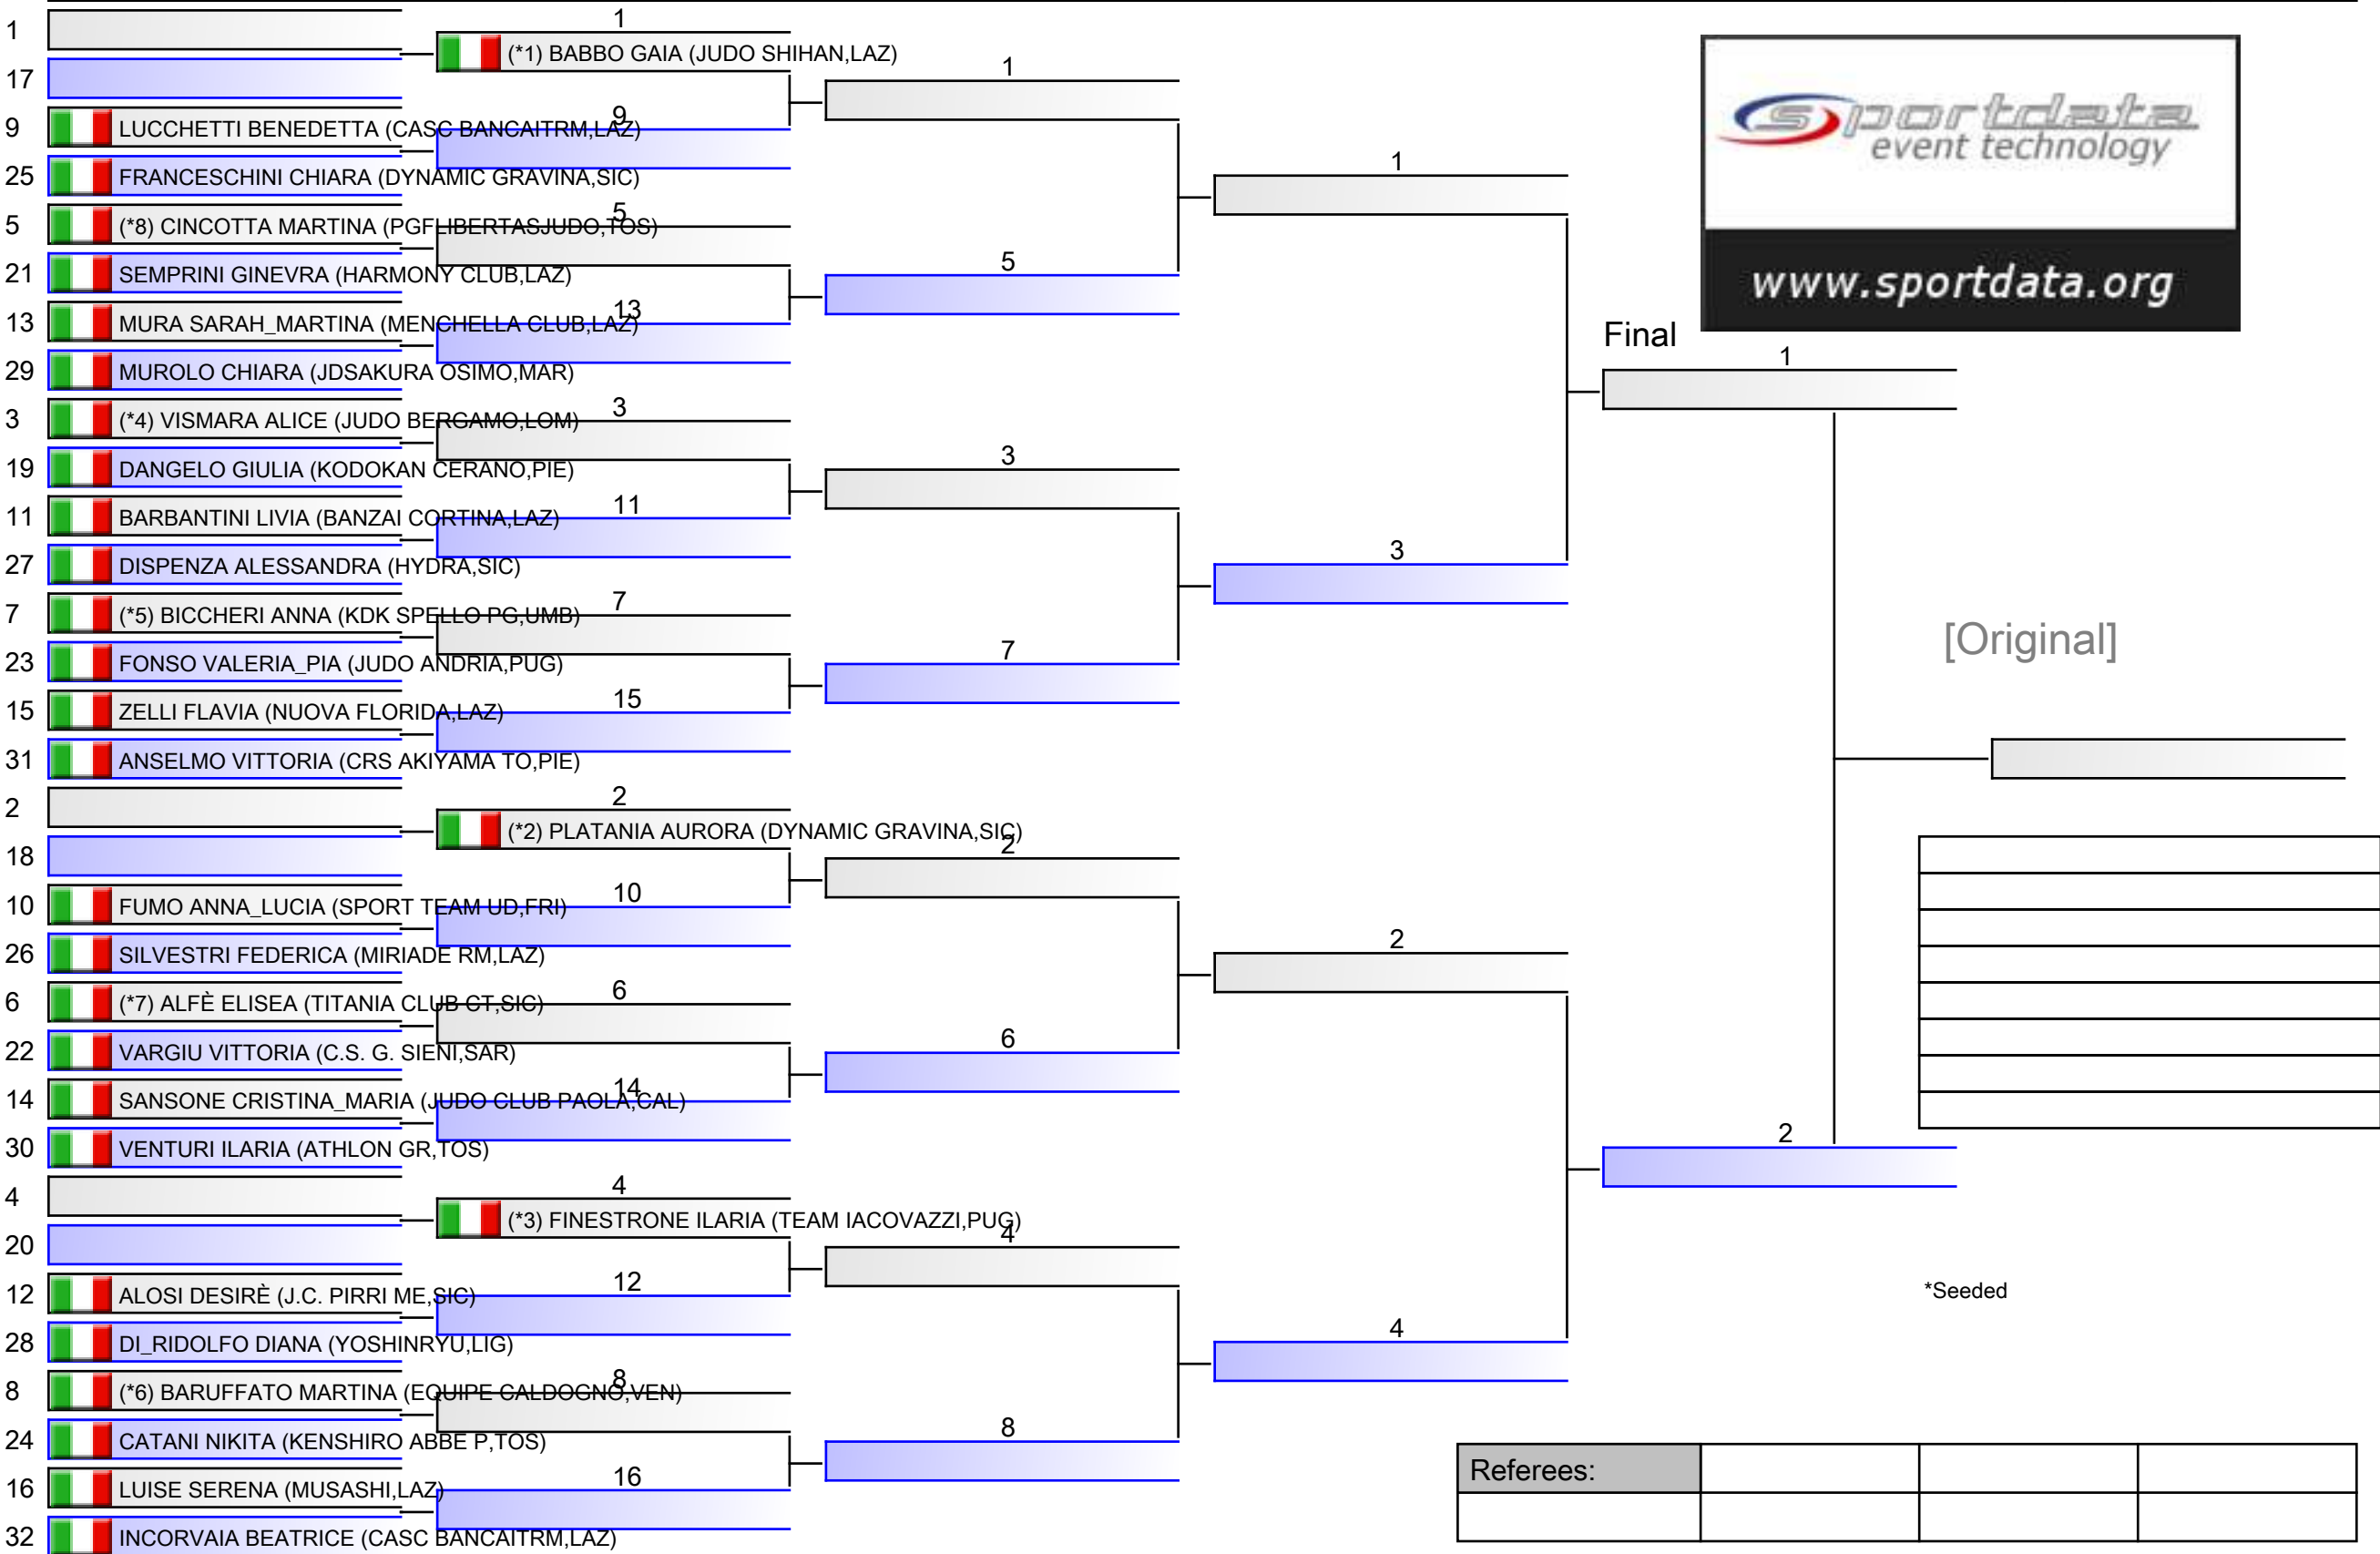 1
1
(*1) BABBO GAIA (JUDO SHIHAN,LAZ)
17
1
9
LUCCHETTI BENEDETTA (CASC BANCAITRM,LAZ)
9
25
FRANCESCHINI CHIARA (DYNAMIC GRAVINA,SIC)
1
5
(*8) CINCOTTA MARTINA (PGFLIBERTASJUDO,TOS)
5
21
SEMPRINI GINEVRA (HARMONY CLUB,LAZ)
5
13
MURA SARAH_MARTINA (MENCHELLA CLUB,LAZ)
13
29
MUROLO CHIARA (JDSAKURA OSIMO,MAR)
sportdata
event technology
www.sportdata.org
Final
1
3
(*4) VISMARA ALICE (JUDO BERGAMO,LOM)
3
19
DANGELO GIULIA (KODOKAN CERANO,PIE)
3
11
BARBANTINI LIVIA (BANZAI CORTINA,LAZ)
11
27
DISPENZA ALESSANDRA (HYDRA,SIC)
3
7
(*5) BICCHERI ANNA (KDK SPELLO PG,UMB)
7
23
FONSO VALERIA_PIA (JUDO ANDRIA,PUG)
7
[Original]
15
ZELLI FLAVIA (NUOVA FLORIDA,LAZ)
15
31
ANSELMO VITTORIA (CRS AKIYAMA TO,PIE)
2
2
(*2) PLATANIA AURORA (DYNAMIC GRAVINA,SIC)
18
2
10
FUMO ANNA_LUCIA (SPORT TEAM UD,FRI)
10
26
SILVESTRI FEDERICA (MIRIADE RM,LAZ)
2
6
(*7) ALFÈ ELISEA (TITANIA CLUB CT,SIC)
6
22
VARGIU VITTORIA (C.S. G. SIENI,SAR)
6
14
SANSONE CRISTINA_MARIA (JUDO CLUB PAOLA,CAL)
14
30
VENTURI ILARIA (ATHLON GR,TOS)
2
4
4
(*3) FINESTRONE ILARIA (TEAM IACOVAZZI,PUG)
20
4
12
ALOSI DESIRÈ (J.C. PIRRI ME,SIC)
12
*Seeded
28
DI_RIDOLFO DIANA (YOSHINRYU,LIG)
4
8
(*6) BARUFFATO MARTINA (EQUIPE CALDOGNO,VEN)
8
24
CATANI NIKITA (KENSHIRO ABBE P,TOS)
8
16
LUISE SERENA (MUSASHI,LAZ)
16
32
INCORVAIA BEATRICE (CASC BANCAITRM,LAZ)
Referees: